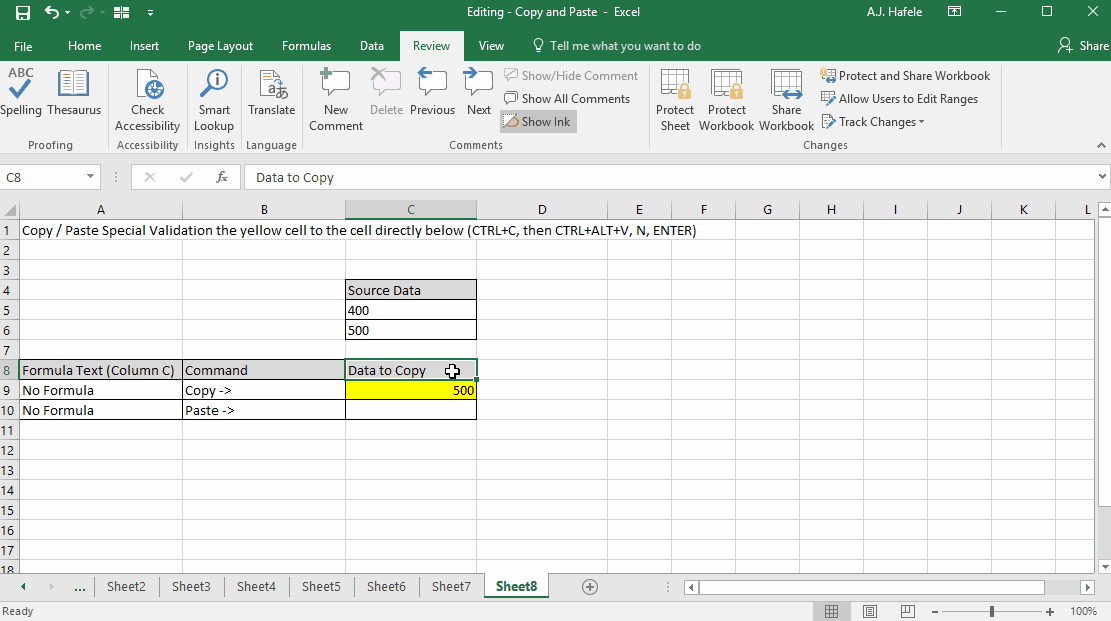 Editing - Copy and Paste - Excel
A.J. Hafele
File Home Insert Page Layout Formulas Data Review View Tell me what you want to do Share
ABC
Spelling
Thesaurus
Proofing
Check Accessibility
Accessibility
Smart Lookup
Insights
Translate
Language
New Comment
Delete
Previous
Next
Show/Hide Comment
Show All Comments
Show Ink
Comments
Protect Sheet
Protect Workbook
Share Workbook
Protect and Share Workbook
Allow Users to Edit Ranges
Track Changes
Changes
C8 fx Data to Copy
A B C D E F G H I J K L
1 Copy / Paste Special Validation the yellow cell to the cell directly below (CTRL+C, then CTRL+ALT+V, N, ENTER)
2
3
4 Source Data
5 400
6 500
7
8 Formula Text (Column C) Command Data to Copy
9 No Formula Copy -> 500
10 No Formula Paste ->
11
12
13
14
15
16
17
18
... Sheet2 Sheet3 Sheet4 Sheet5 Sheet6 Sheet7 Sheet8
Ready 100%